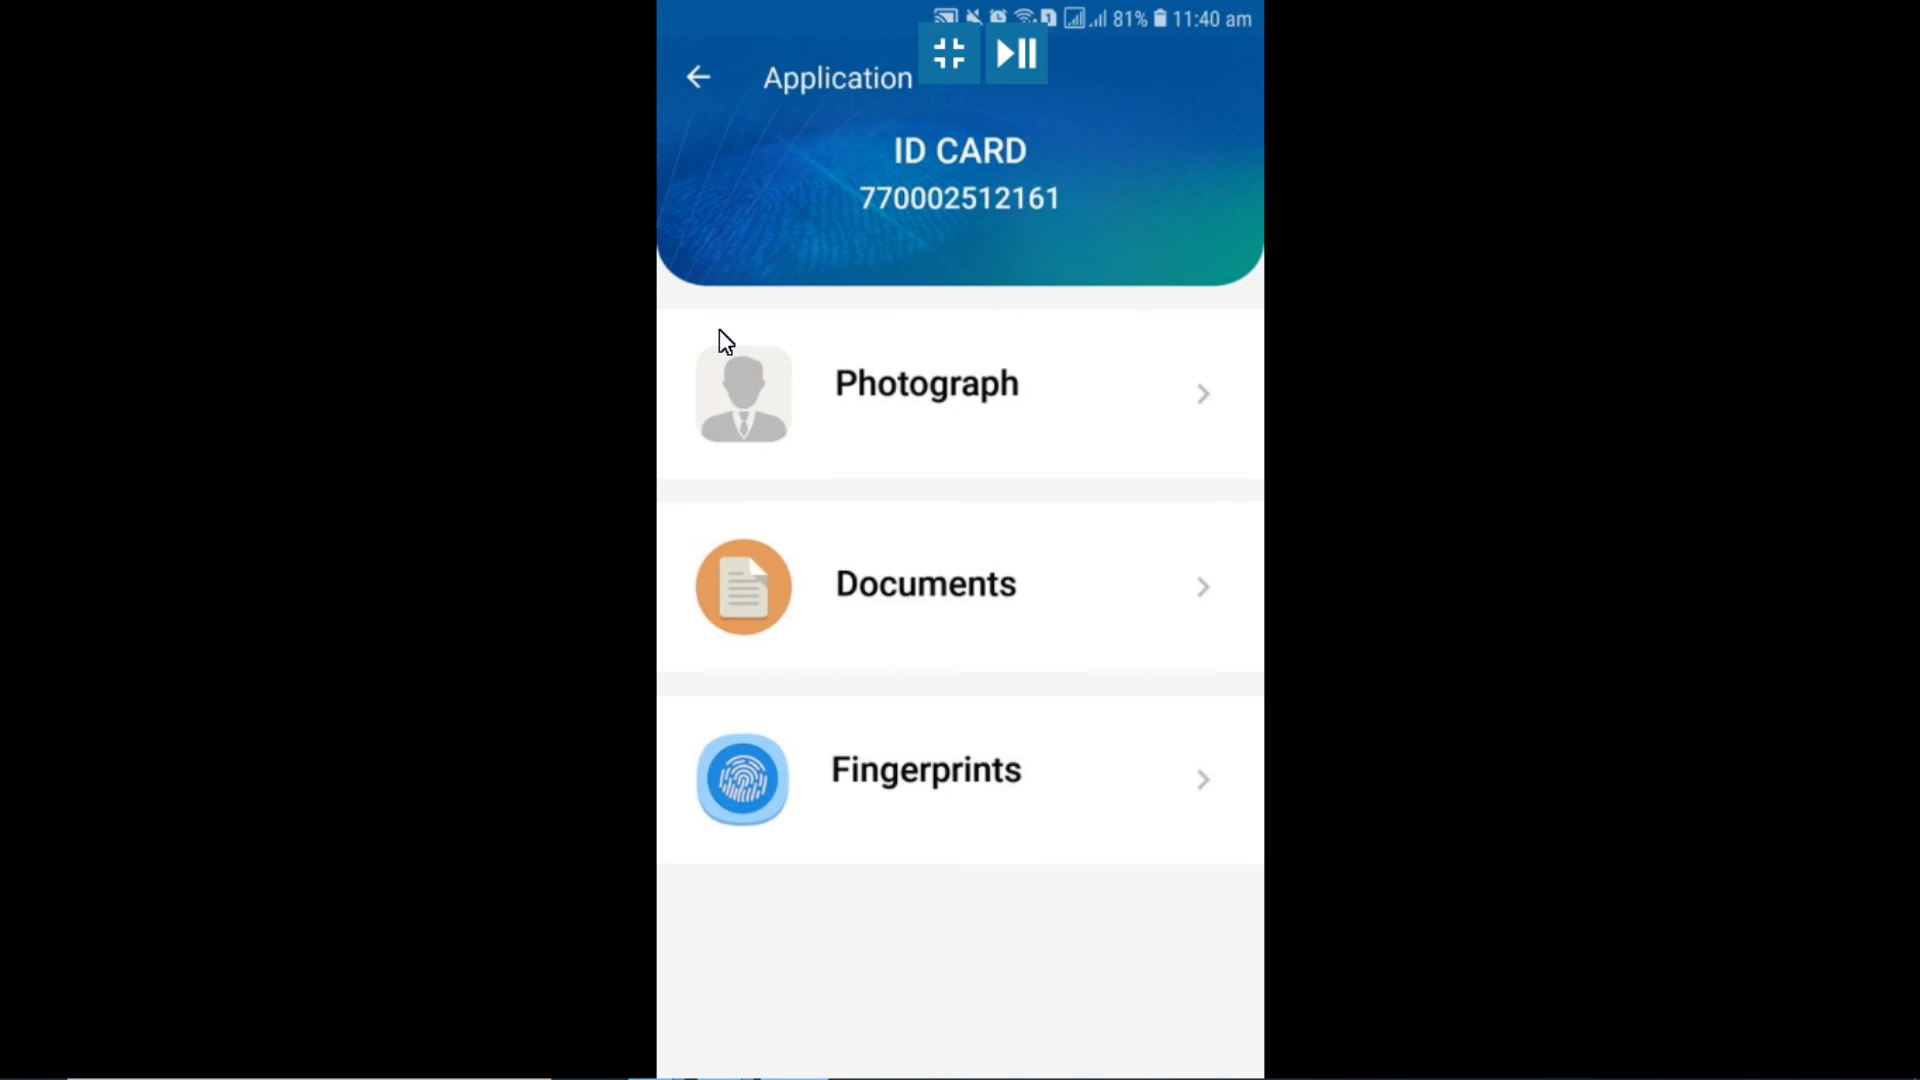 81% 11:40 am
Application
ID CARD
770002512161
Photograph
Documents
Fingerprints